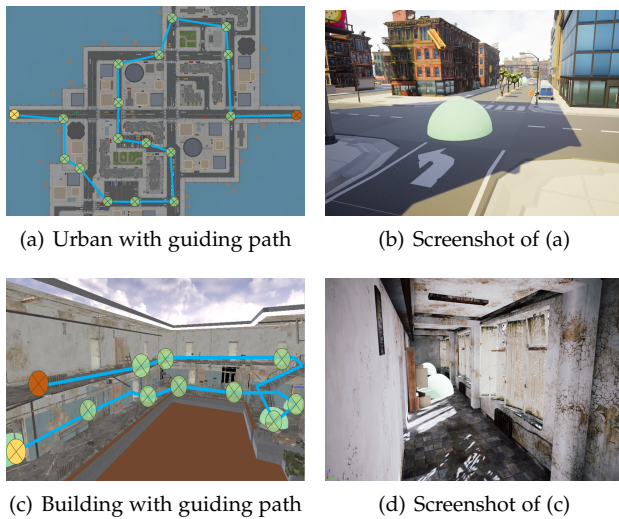 (a) Urban with guiding path
(b) Screenshot of (a)
(c) Building with guiding path
(d) Screenshot of (c)